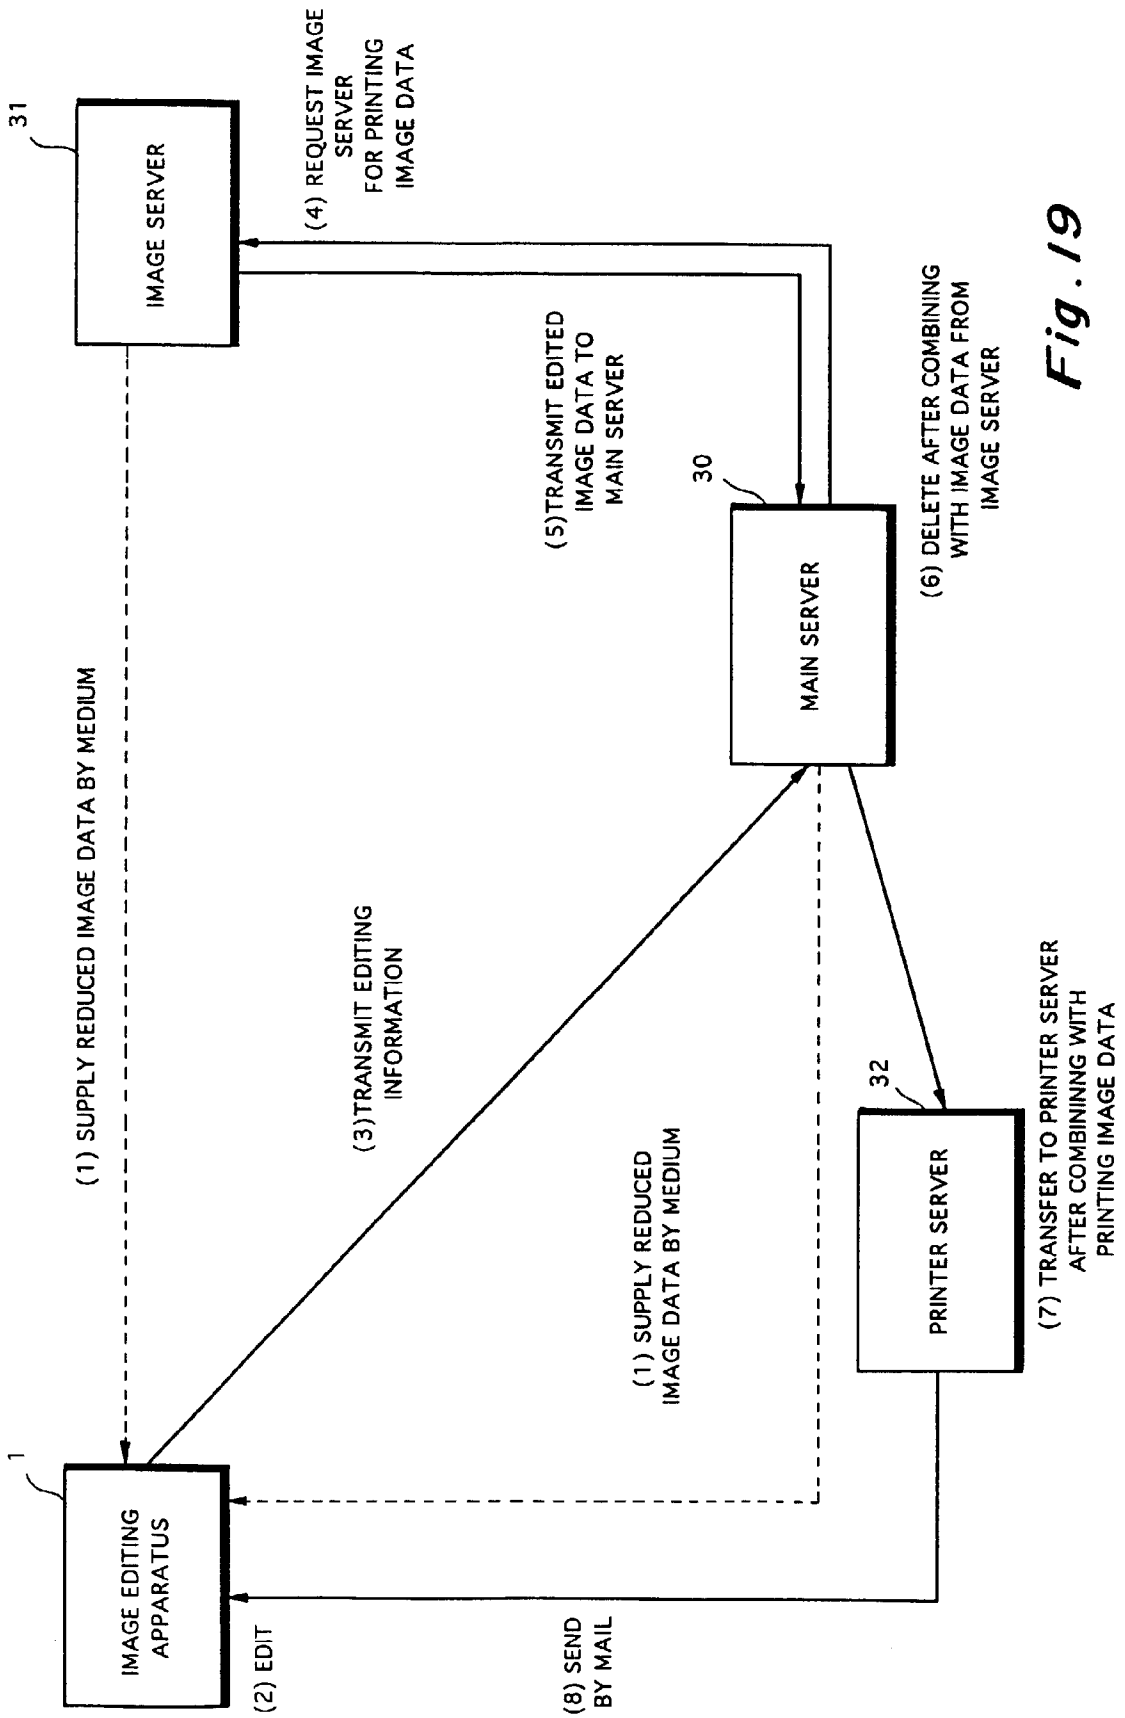 1
IMAGE EDITING
APPARATUS
(2) EDIT
(1) SUPPLY REDUCED IMAGE DATA BY MEDIUM
31
IMAGE SERVER
(4) REQUEST IMAGE
SERVER
FOR PRINTING
IMAGE DATA
(3)TRANSMIT EDITING
INFORMATION
(5)TRANSMIT EDITED
IMAGE DATA TO
MAIN SERVER
(8) SEND
BY MAIL
(1) SUPPLY REDUCED
IMAGE DATA BY MEDIUM
30
MAIN SERVER
(6) DELETE AFTER COMBINING
WITH IMAGE DATA FROM
IMAGE SERVER
32
PRINTER SERVER
(7) TRANSFER TO PRINTER SERVER
AFTER COMBININNG WITH
PRINTING IMAGE DATA
Fig. 19